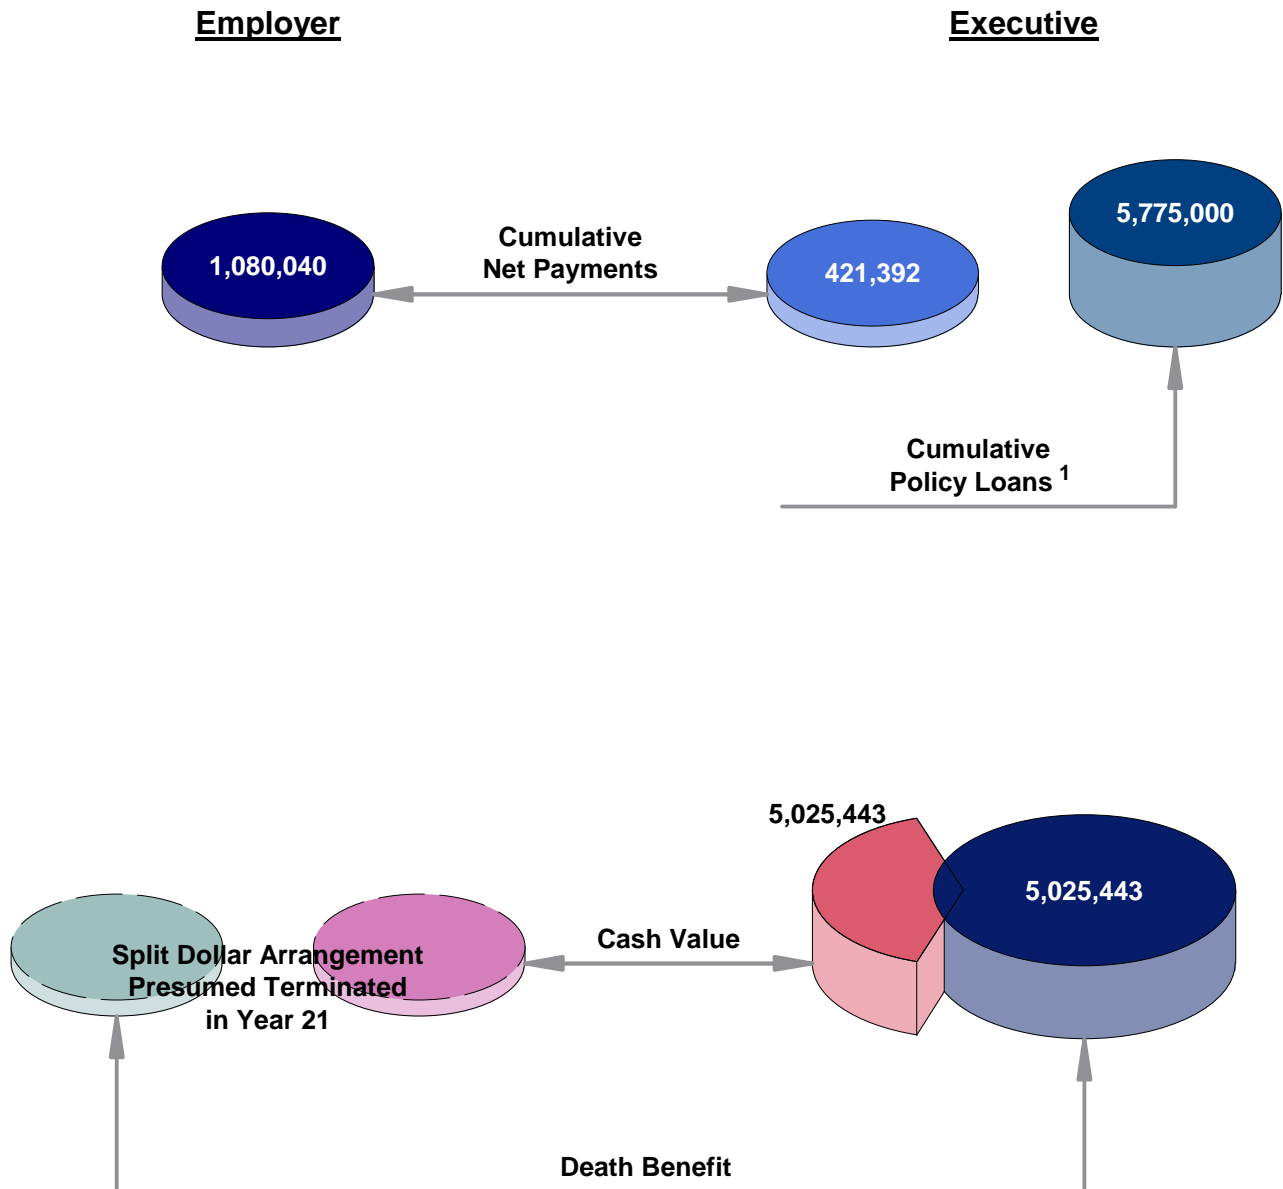 Employer
Executive
5,775,000
1,080,040
Cumulative
Net Payments
421,392
Cumulative
Policy Loans 1
5,025,443
5,025,443
Cash Value
Split Dollar Arrangement
Presumed Terminated
in Year 21
Death Benefit